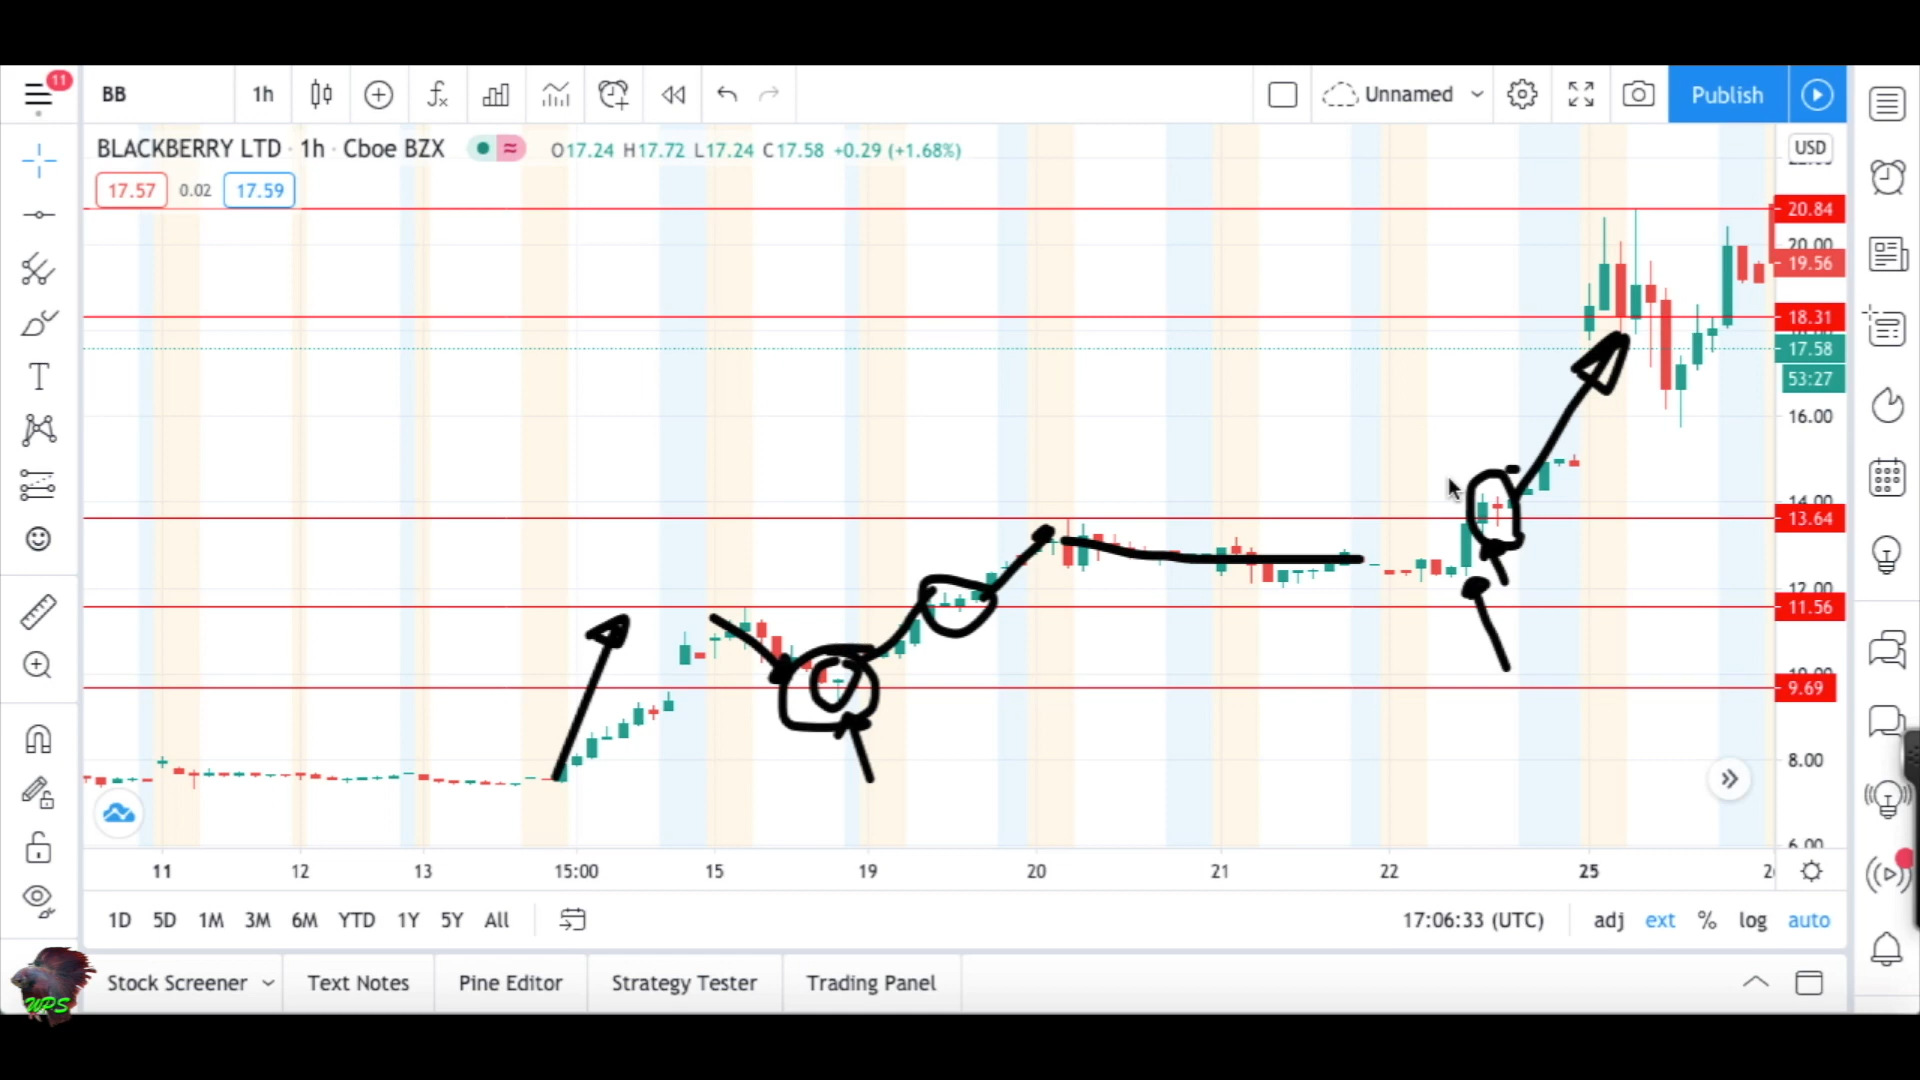 11
BB 1h Unnamed Publish
BLACKBERRY LTD · 1h · Cboe BZX O17.24 H17.72 L17.24 C17.58 +0.29 (+1.68%) USD
17.57 0.02 17.59
20.84
20.00
19.56
18.31
17.58
53:27
16.00
14.00
13.64
12.00
11.56
10.00
9.69
8.00
6.00
11 12 13 15:00 15 19 20 21 22 25
1D 5D 1M 3M 6M YTD 1Y 5Y All 17:06:33 (UTC) adj ext % log auto
Stock Screener Text Notes Pine Editor Strategy Tester Trading Panel
WPS